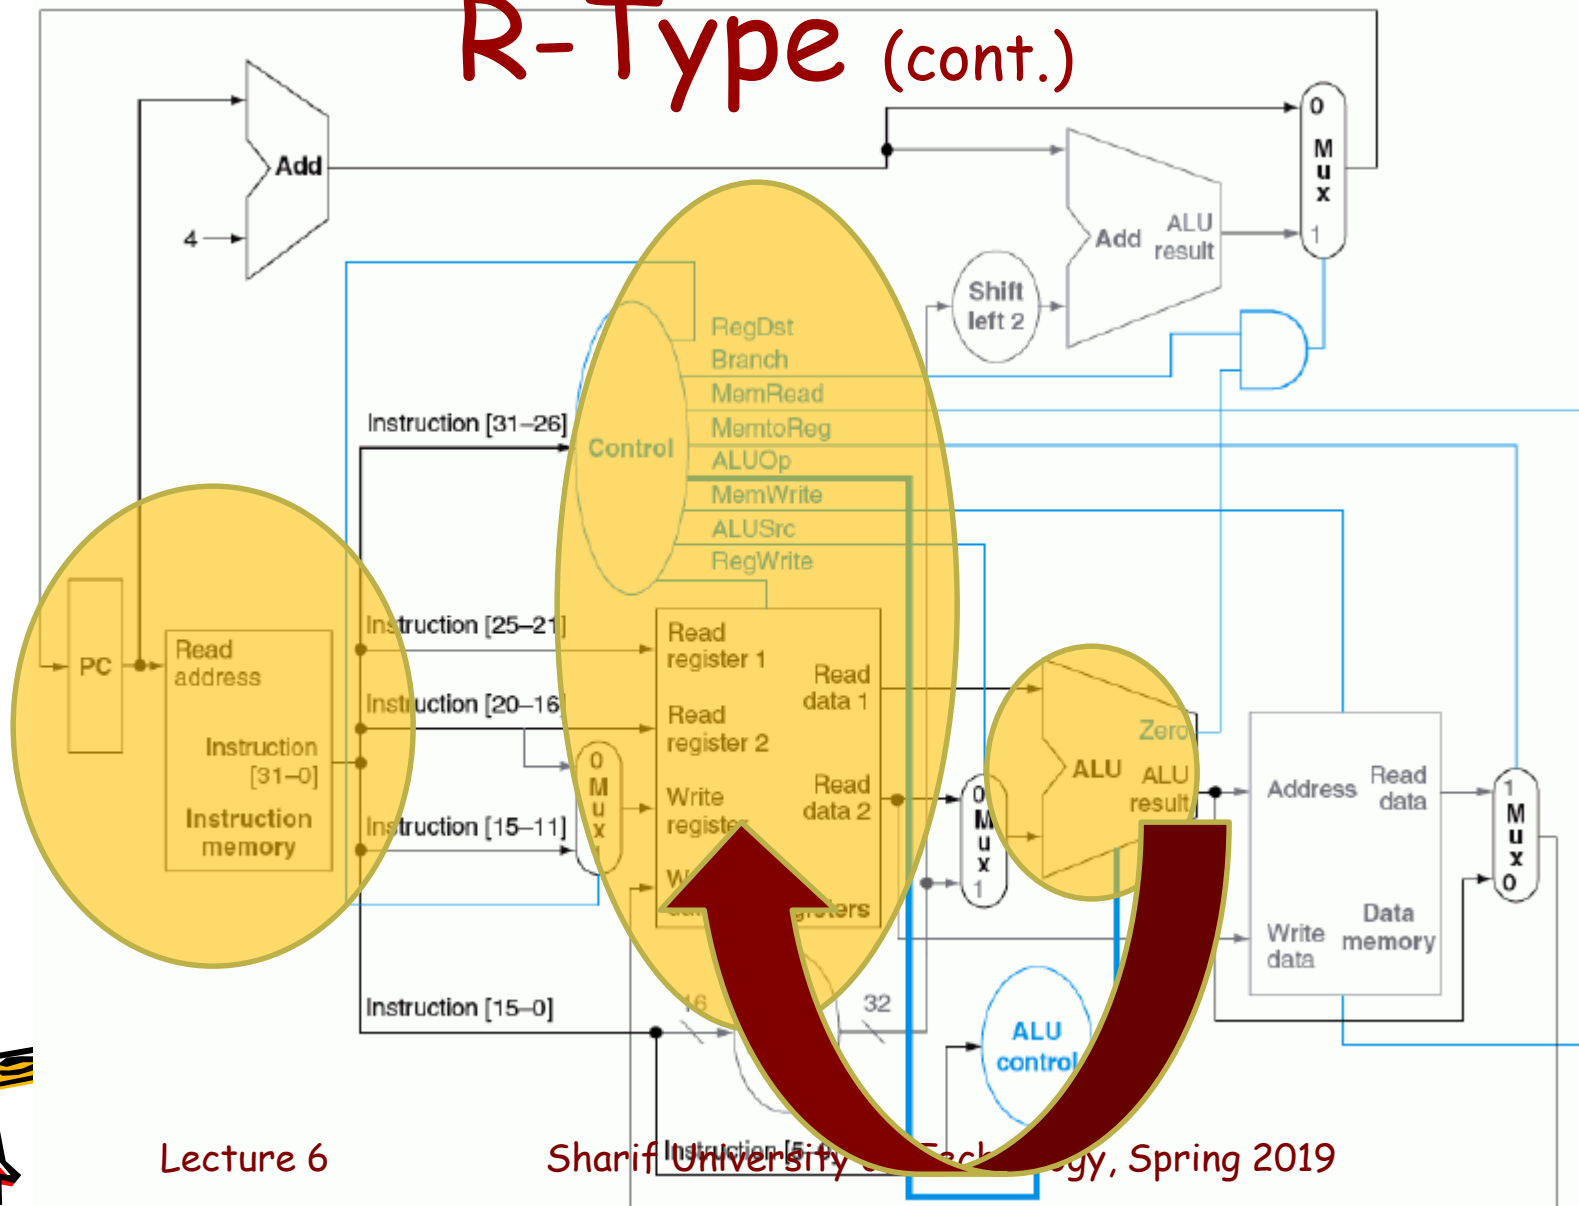 R-Type (cont.)
Add
4
0
M
u
x
1
Add
ALU
result
Shift
left 2
RegDst
Branch
MemRead
MemtoReg
ALUOp
MemWrite
ALUSrc
RegWrite
Control
Instruction [31–26]
Instruction [25–21]
Instruction [20–16]
Instruction [15–11]
Instruction [15–0]
PC
Read
address
Instruction
[31–0]
Instruction
memory
0
M
u
x
Read
register 1
Read
register 2
Write
register
Read
data 1
Read
data 2
0
M
u
x
1
Zero
ALU
ALU
result
Address
Read
data
Write
data
Data
memory
1
M
u
x
0
16
32
ALU
control
Instruction
Lecture 6
Sharif University Technology, Spring 2019